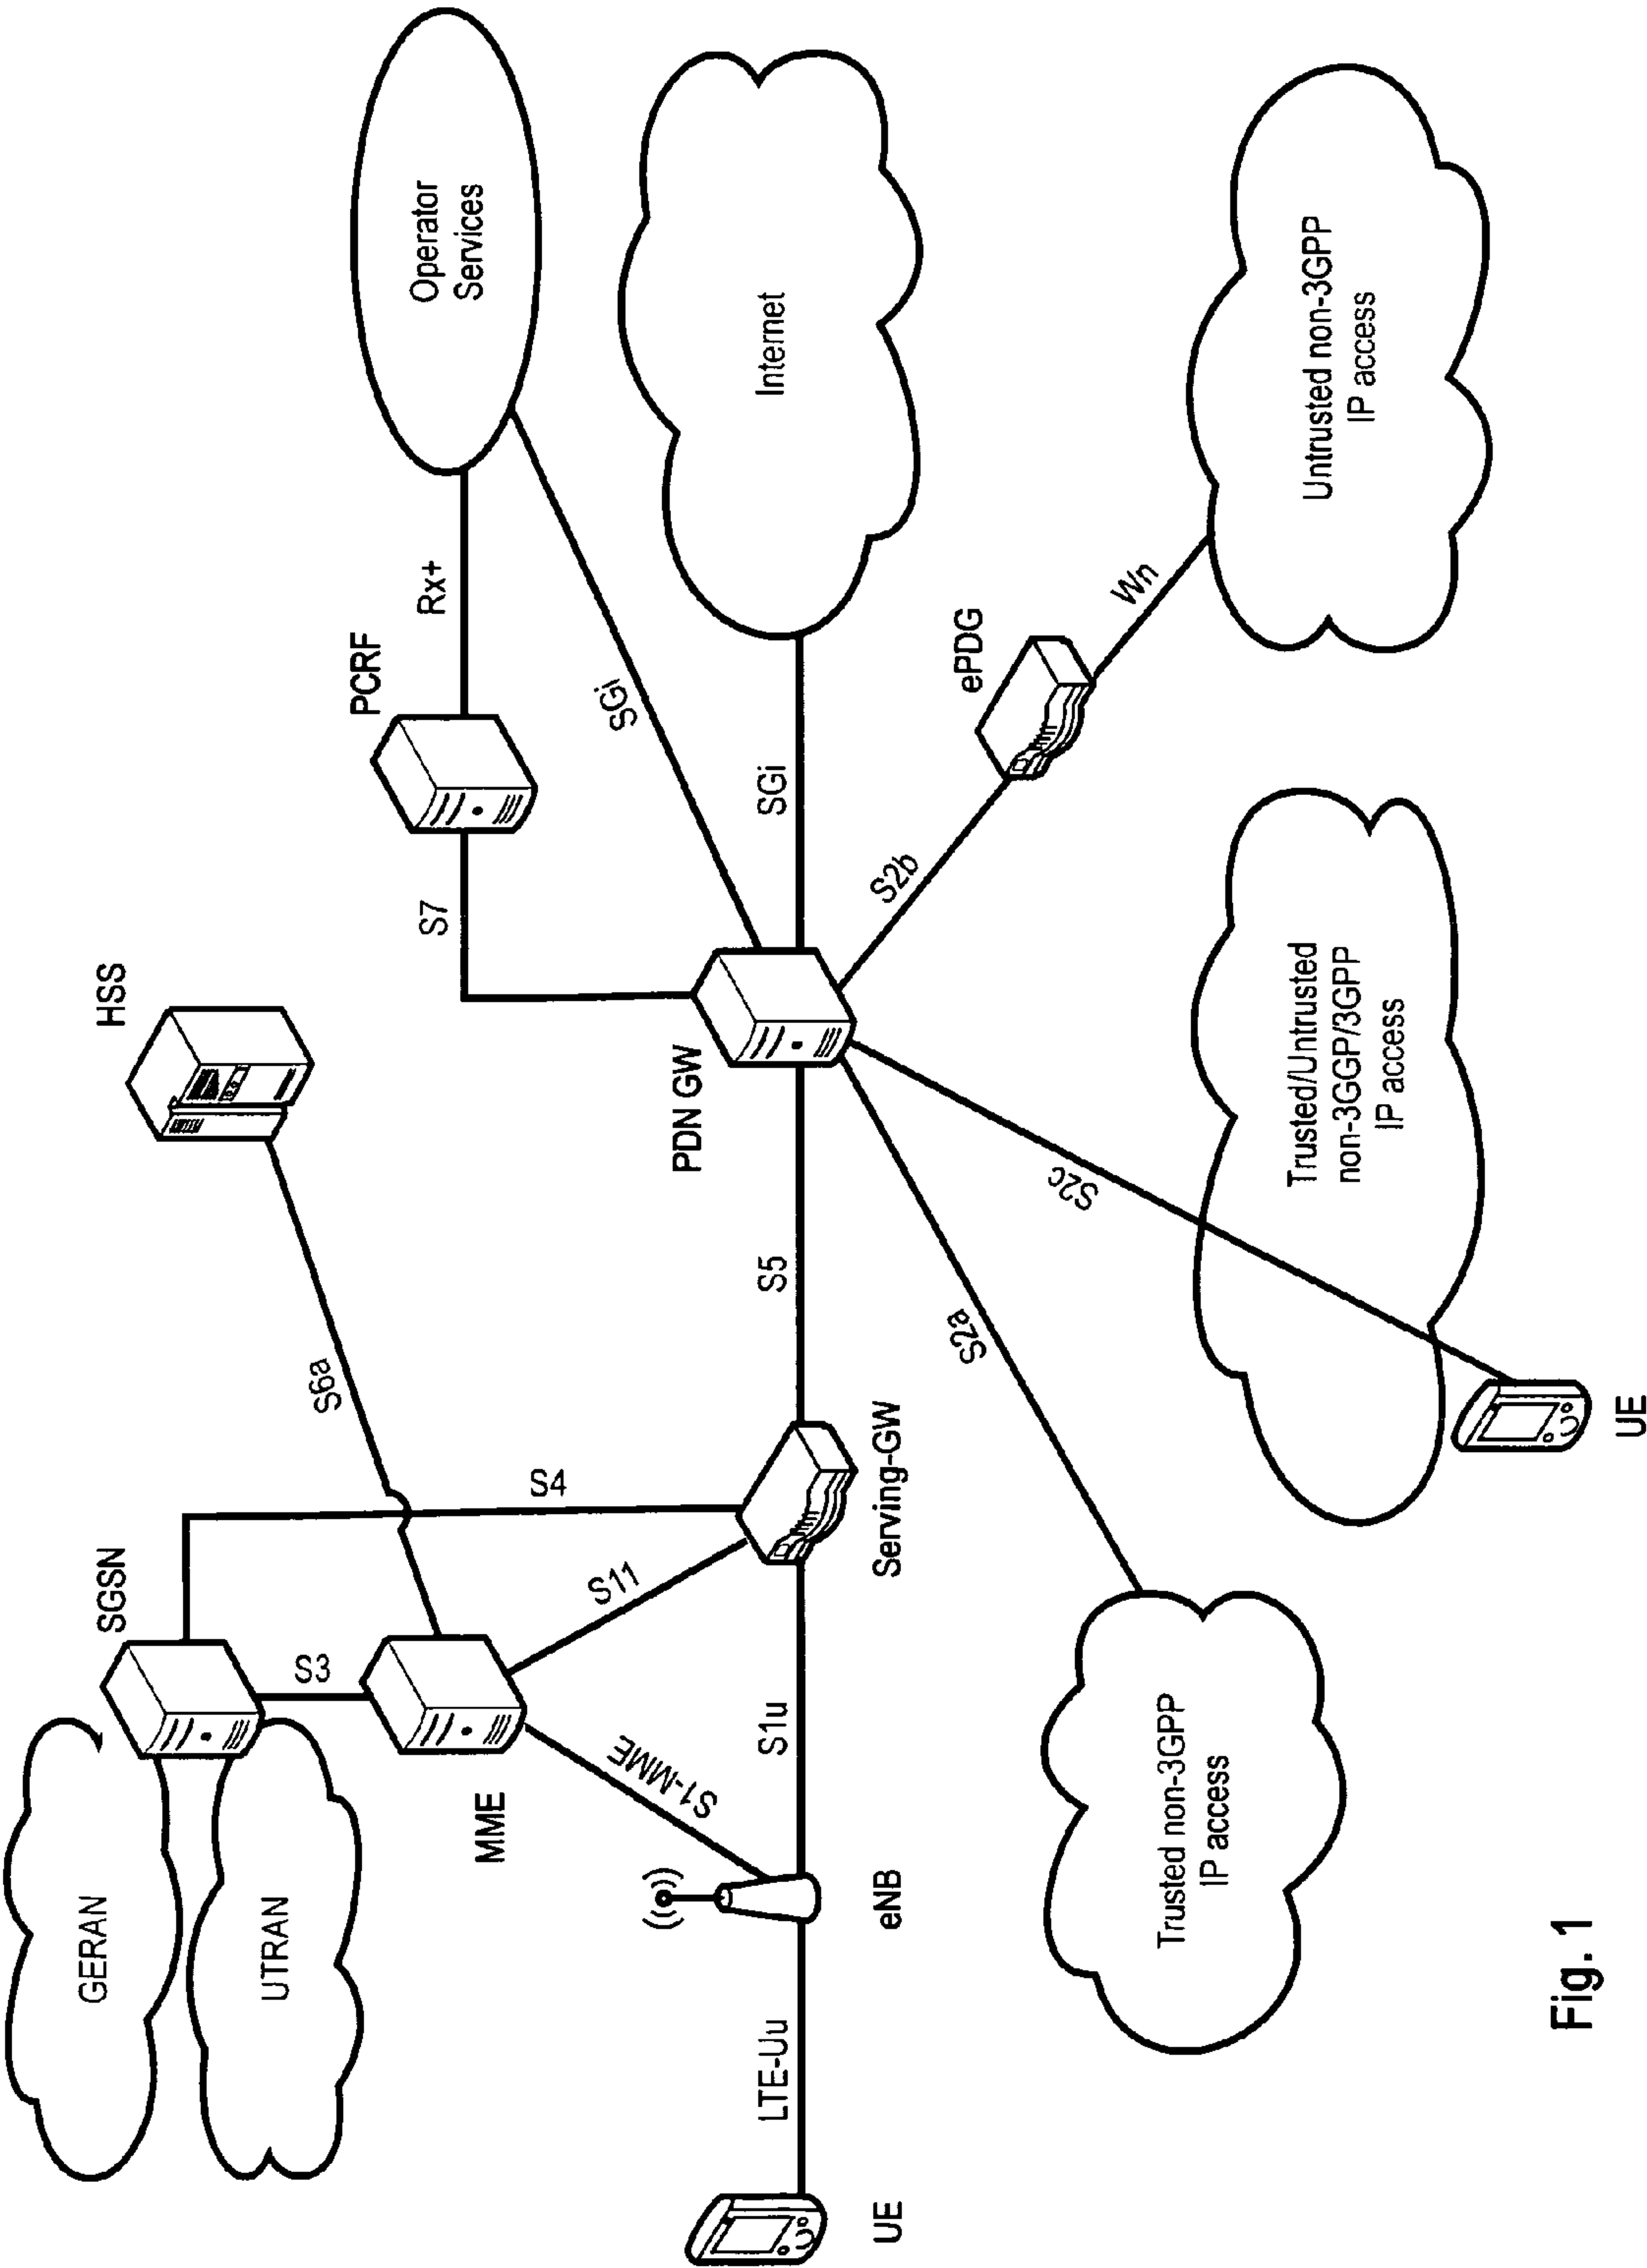 GERAN
UTRAN
SGSN
HSS
S3
S4
S6a
MME
S11
S1-MME
PCRF
S7
Rx+
Operator
Services
SGi
Internet
SGi
PDN GW
S5
Serving-GW
S1u
eNB
LTE-Uu
UE
S2a
S2c
S2b
ePDG
Wn
Trusted non-3GPP
IP access
Trusted/Untrusted
non-3GGP/3GPP
IP access
Untrusted non-3GPP
IP access
UE
Fig. 1